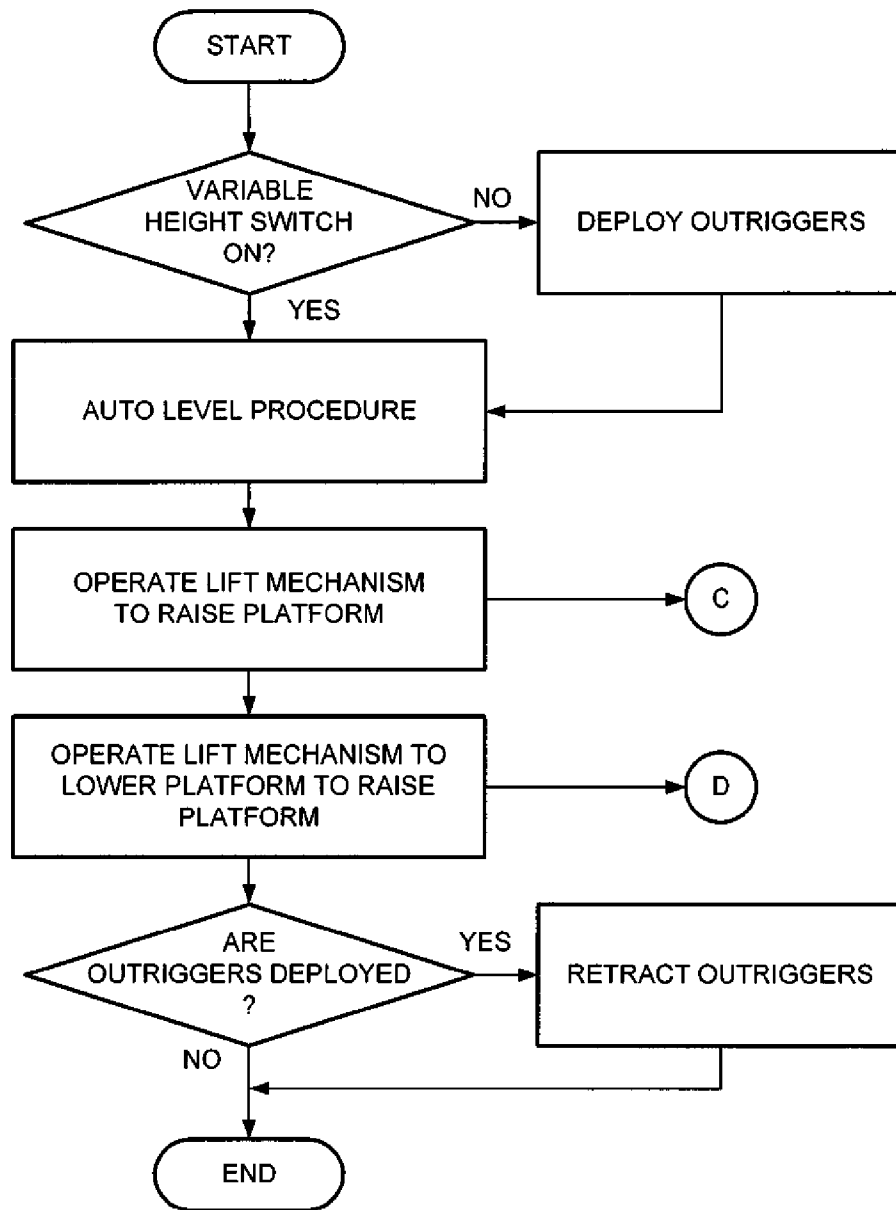 START
VARIABLE
HEIGHT SWITCH
ON?
NO
DEPLOY OUTRIGGERS
YES
AUTO LEVEL PROCEDURE
OPERATE LIFT MECHANISM
TO RAISE PLATFORM
C
OPERATE LIFT MECHANISM TO
LOWER PLATFORM TO RAISE
PLATFORM
D
ARE
OUTRIGGERS DEPLOYED
?
YES
RETRACT OUTRIGGERS
NO
END